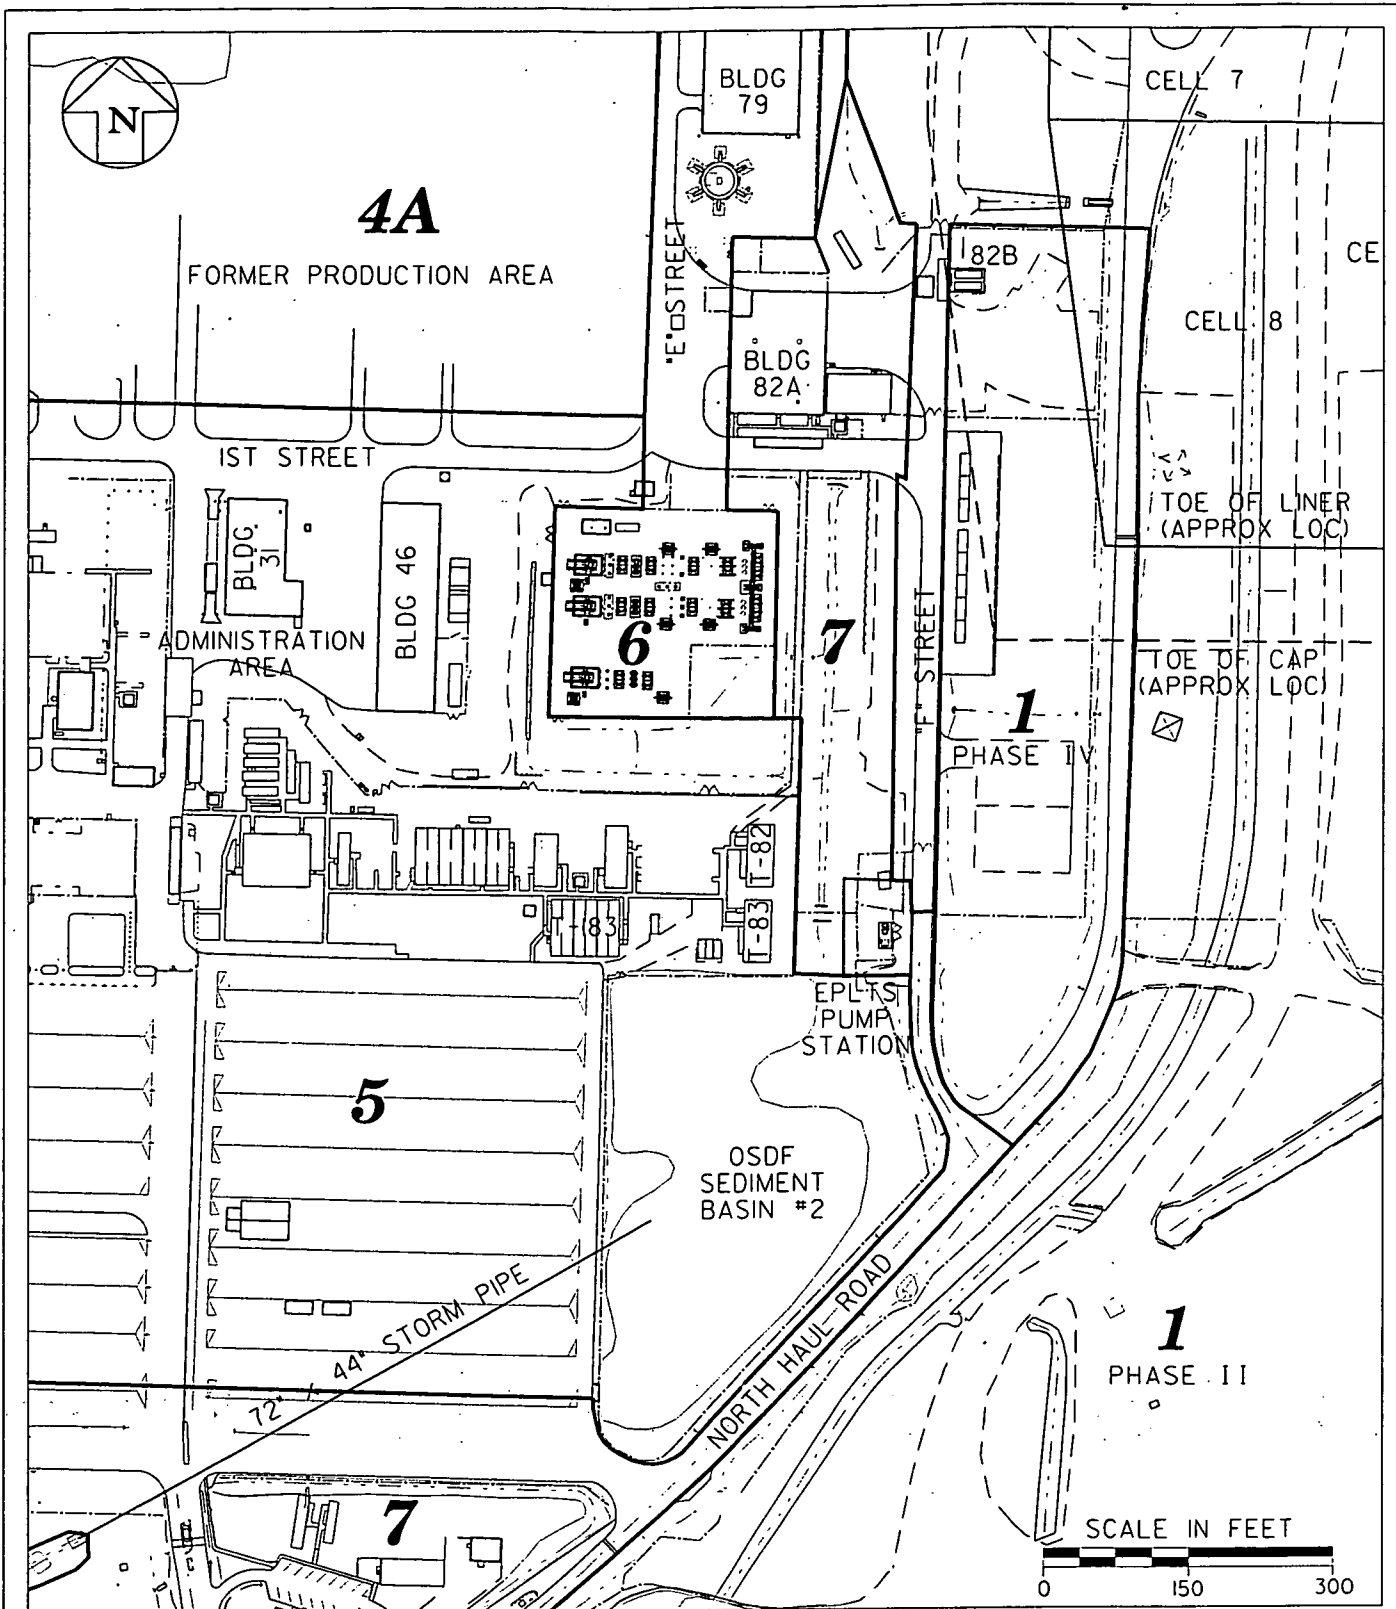 BLDG
79
CELL 7
N
4A
FORMER PRODUCTION AREA
"E" STREET
82B
CE
CELL 8
BLDG
82A
1ST STREET
TOE OF LINER
(APPROX LOC)
BLDG
31
BLDG 46
ADMINISTRATION
AREA
6
7
"F" STREET
TOE OF CAP
(APPROX LOC)
1
PHASE IV
T-82
T-83
EPLTS
PUMP
STATION
5
OSDF
SEDIMENT
BASIN #2
72" / 44" STORM PIPE
NORTH HAUL ROAD
1
PHASE II
7
SCALE IN FEET
0 150 300